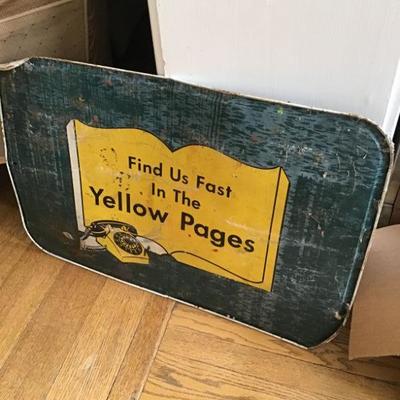 Find Us Fast
In The
Yellow Pages